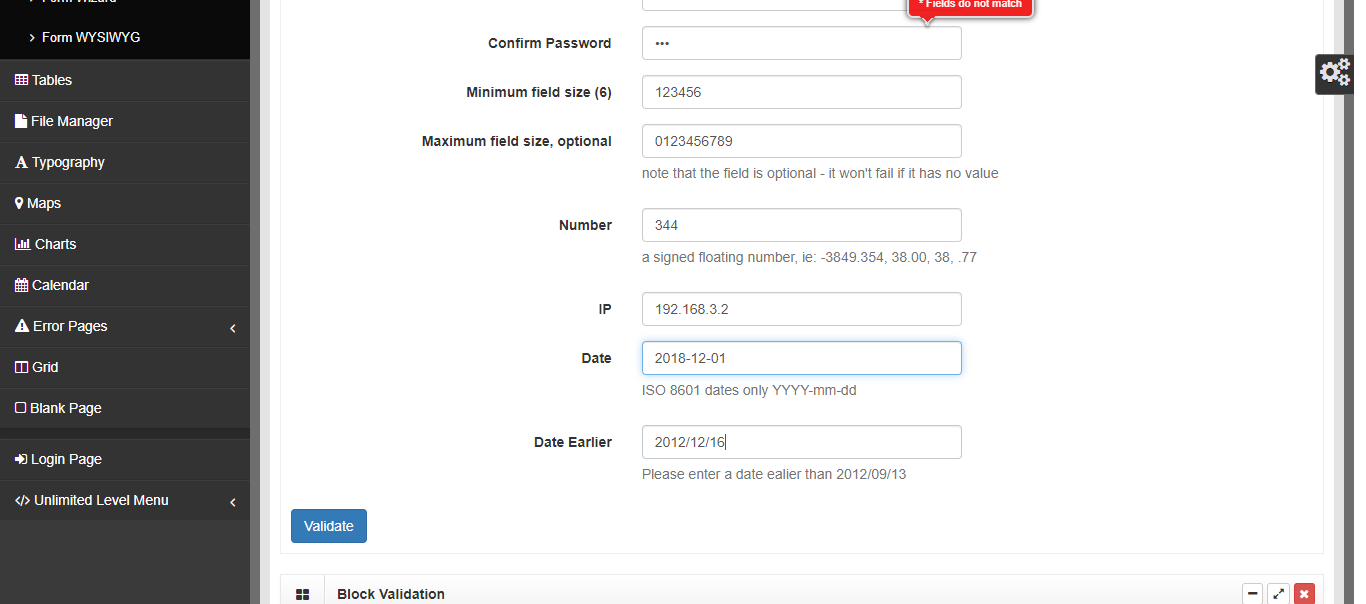 * Fields do not match
Form WYSIWYG
Confirm Password •••
Tables
Minimum field size (6) 123456
File Manager
Maximum field size, optional 0123456789
Typography
note that the field is optional - it won't fail if it has no value
Maps
Number 344
Charts
a signed floating number, ie: -3849.354, 38.00, 38, .77
Calendar
IP 192.168.3.2
Error Pages
Date 2018-12-01
Grid
ISO 8601 dates only YYYY-mm-dd
Blank Page
Date Earlier 2012/12/16
Login Page
Please enter a date ealier than 2012/09/13
Unlimited Level Menu
Validate
Block Validation